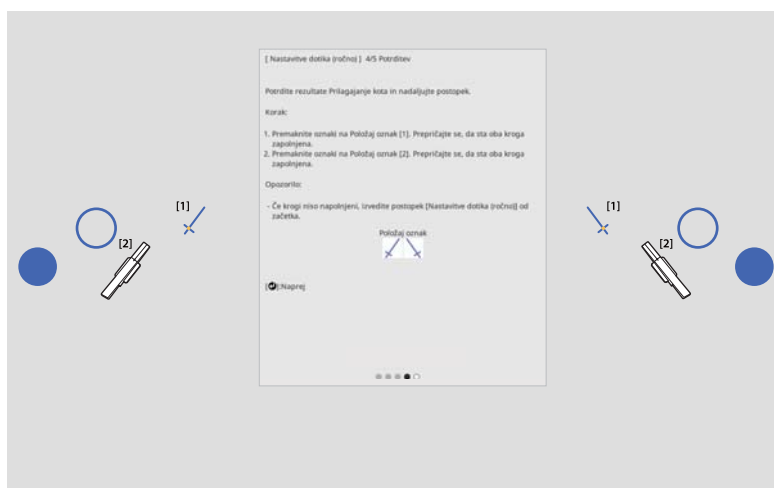 [ Nastavitve dotika (ročno) ] 4/5 Potrditev
Potrdite rezultate Prilagajanje kota in nadaljujte postopek.
Korak:
1. Premaknite oznaki na Položaj oznak [1]. Prepričajte se, da sta oba kroga
zapolnjena.
2. Premaknite oznaki na Položaj oznak [2]. Prepričajte se, da sta oba kroga
zapolnjena.
Opozorilo:
- Če krogi niso napolnjeni, izvedite postopek [Nastavitve dotika (ročno)] od
začetka.
Položaj oznak
[ ]:Naprej
[1]
[2]
[1]
[2]